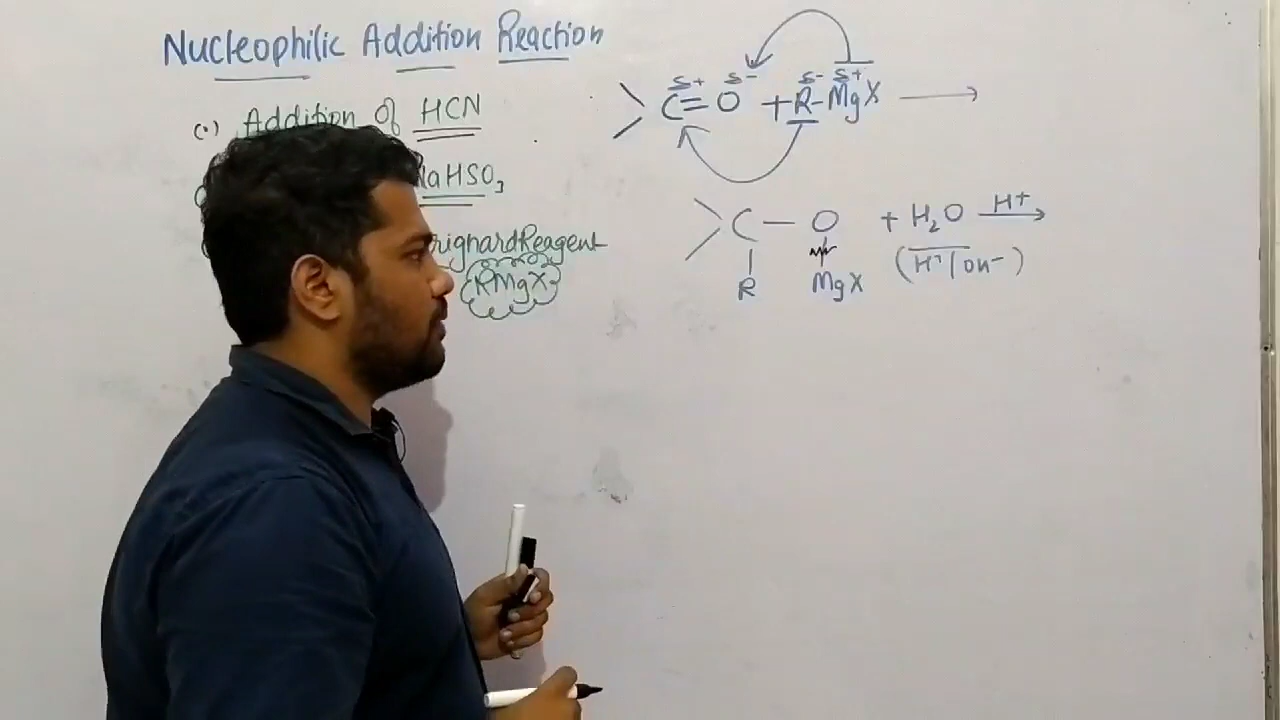 Nucleophilic Addition Reaction
(•) Addition of HCN
aHSO₃
rignard Reagent
RMgX
δ+ δ- δ- δ+
C=O + R-MgX ⟶
C — O + H₂O H⁺⟶
R MgX (H⁺/OH⁻)